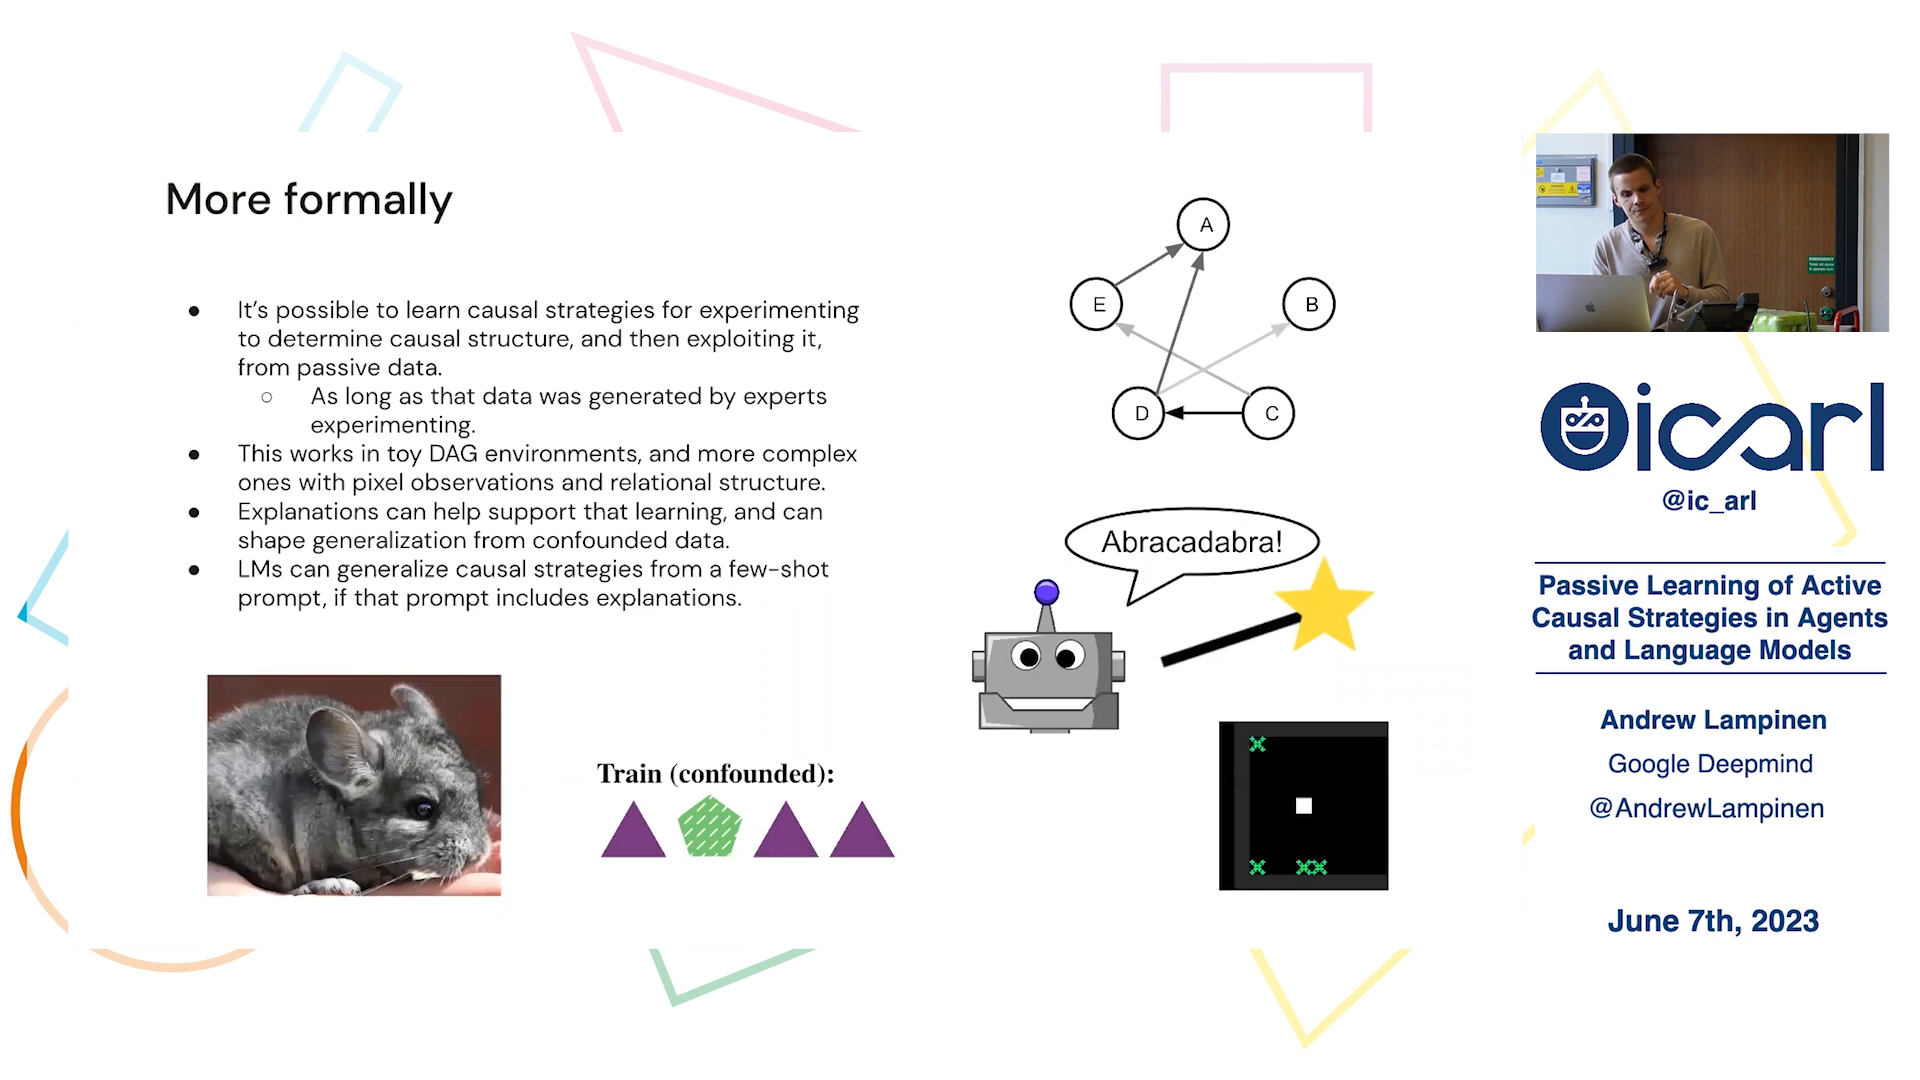 More formally
● It's possible to learn causal strategies for experimenting
to determine causal structure, and then exploiting it,
from passive data.
○ As long as that data was generated by experts
experimenting.
● This works in toy DAG environments, and more complex
ones with pixel observations and relational structure.
● Explanations can help support that learning, and can
shape generalization from confounded data.
● LMs can generalize causal strategies from a few-shot
prompt, if that prompt includes explanations.
Train (confounded):
A
E
B
D
C
Abracadabra!
icarl
@ic_arl
Passive Learning of Active
Causal Strategies in Agents
and Language Models
Andrew Lampinen
Google Deepmind
@AndrewLampinen
June 7th, 2023